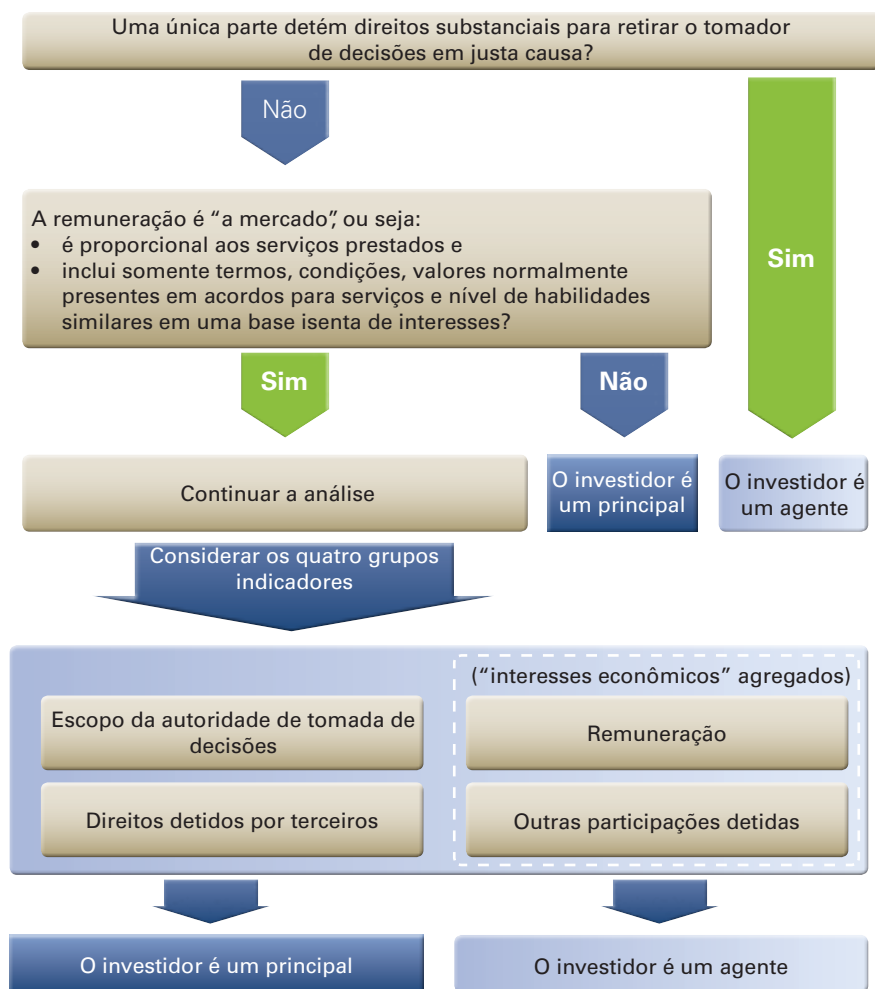 Uma única parte detém direitos substanciais para retirar o tomador
de decisões em justa causa?
Não
Sim
A remuneração é “a mercado”, ou seja:
• é proporcional aos serviços prestados e
• inclui somente termos, condições, valores normalmente
presentes em acordos para serviços e nível de habilidades
similares em uma base isenta de interesses?
Sim
Não
Continuar a análise
O investidor é
um principal
O investidor é
um agente
Considerar os quatro grupos
indicadores
(“interesses econômicos” agregados)
Escopo da autoridade de tomada de
decisões
Remuneração
Direitos detidos por terceiros
Outras participações detidas
O investidor é um principal
O investidor é um agente